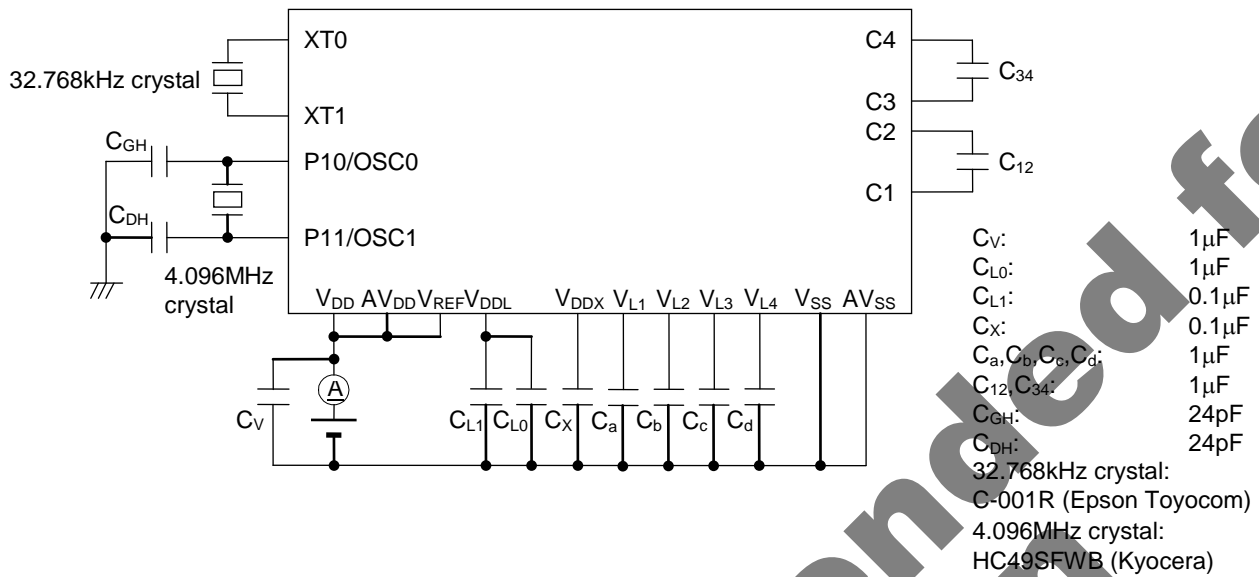 XT0
32.768kHz crystal
XT1
C4
C34
C3
C2
C12
C1
CGH
P10/OSC0
CDH
P11/OSC1
4.096MHz
crystal
VDD AVDD VREF VDDL VDDX VL1 VL2 VL3 VL4 VSS AVSS
A
CV CL1 CL0 CX Ca Cb Cc Cd
CV: 1μF
CL0: 1μF
CL1: 0.1μF
CX: 0.1μF
Ca,Cb,Cc,Cd: 1μF
C12,C34: 1μF
CGH: 24pF
CDH: 24pF
32.768kHz crystal:
C-001R (Epson Toyocom)
4.096MHz crystal:
HC49SFWB (Kyocera)